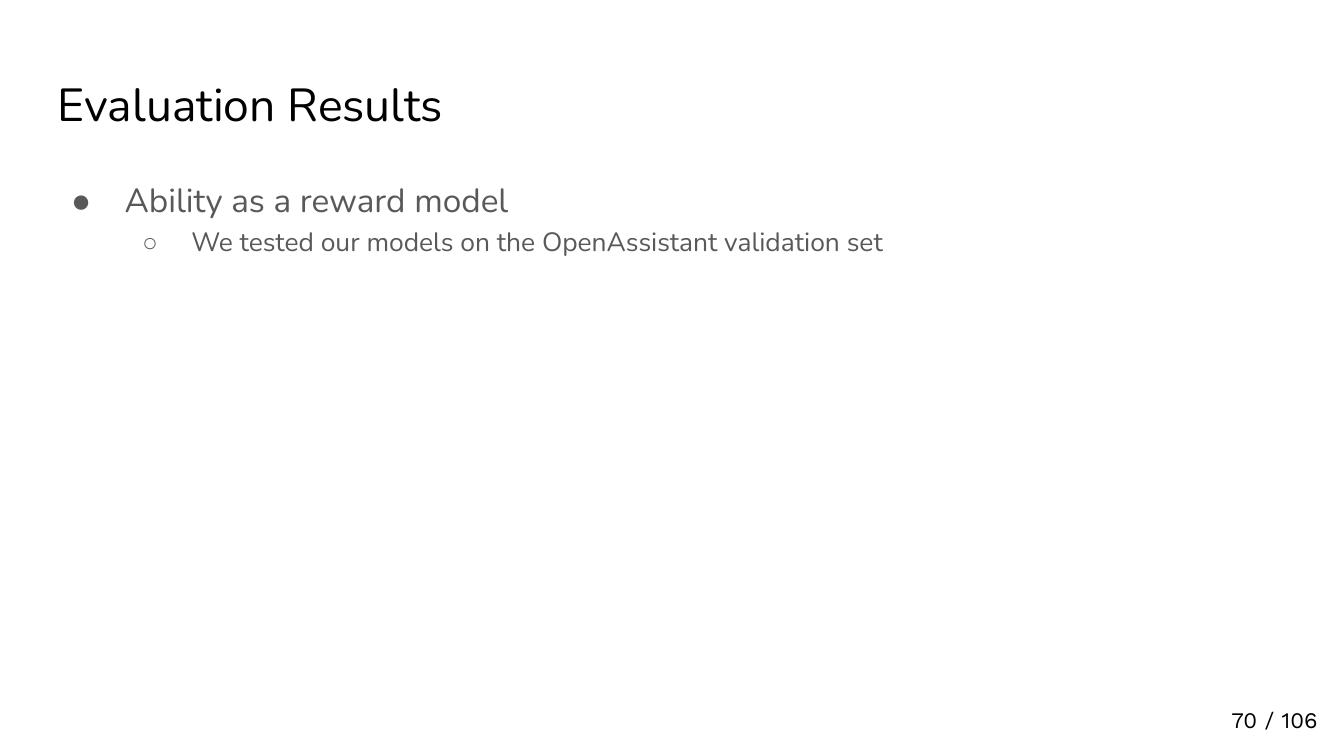 Evaluation Results
● Ability as a reward model
○ We tested our models on the OpenAssistant validation set
70 / 106